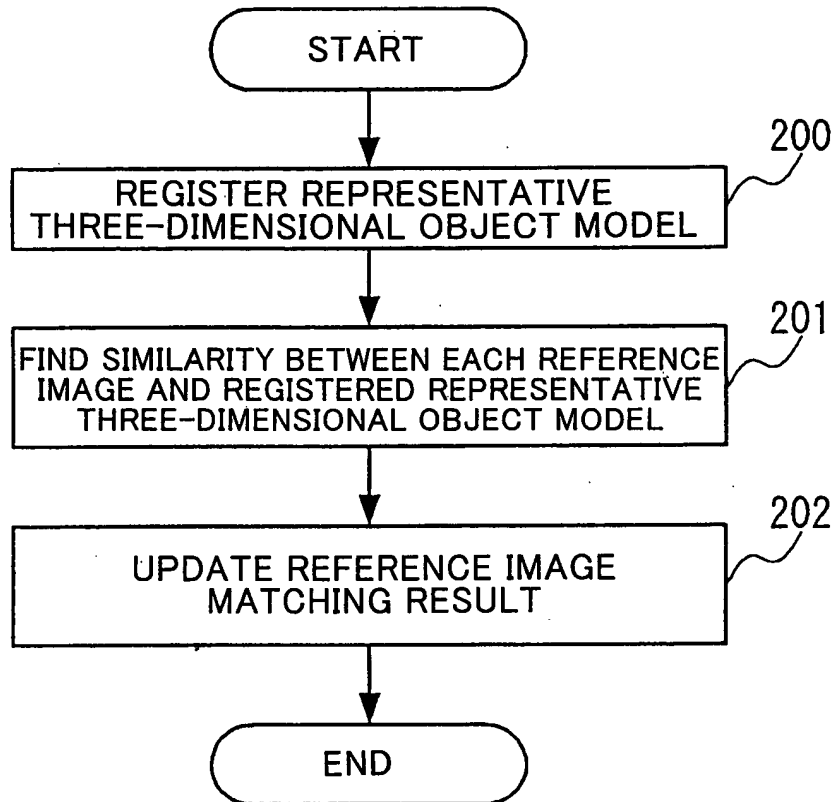 START
200
REGISTER REPRESENTATIVE
THREE-DIMENSIONAL OBJECT MODEL
201
FIND SIMILARITY BETWEEN EACH REFERENCE
IMAGE AND REGISTERED REPRESENTATIVE
THREE-DIMENSIONAL OBJECT MODEL
202
UPDATE REFERENCE IMAGE
MATCHING RESULT
END